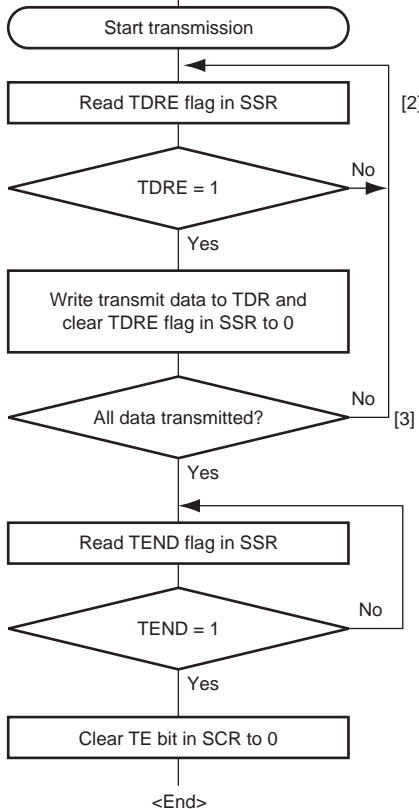 Start transmission
Read TDRE flag in SSR
[2]
TDRE = 1
No
Yes
Write transmit data to TDR and
clear TDRE flag in SSR to 0
All data transmitted?
No
[3]
Yes
Read TEND flag in SSR
TEND = 1
No
Yes
Clear TE bit in SCR to 0
<End>